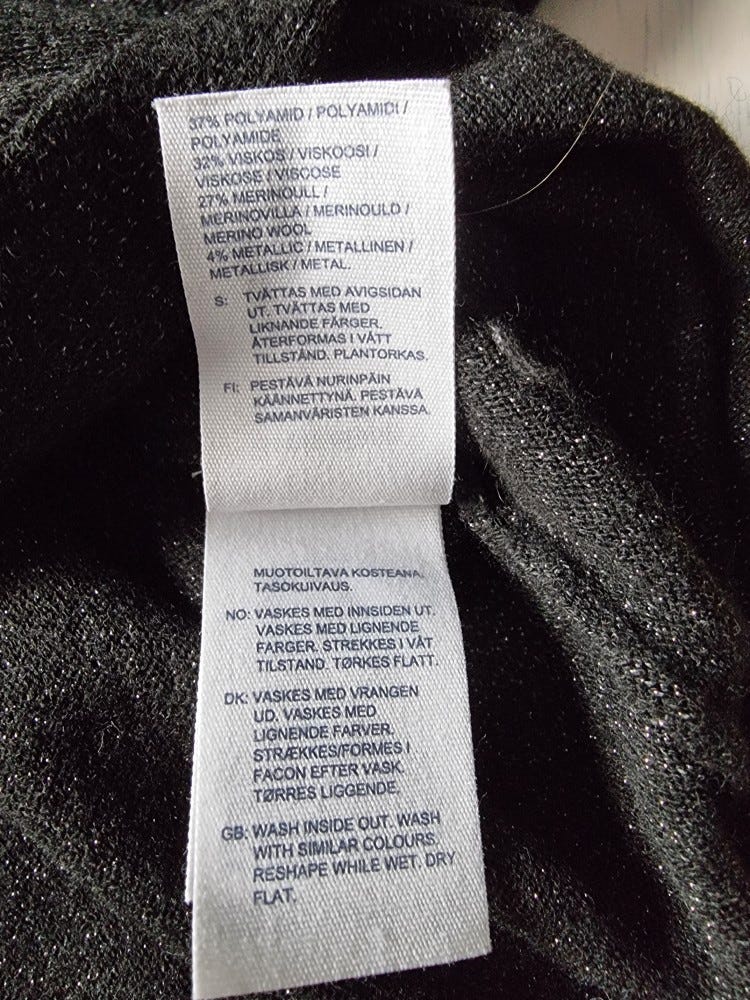 37% POLYAMID / POLYAMIDI /
POLYAMIDE
32% VISKOS / VISKOOSI /
VISKOSE / VISCOSE
27% MERINOULL /
MERINOVILLA / MERINOULD /
MERINO WOOL
4% METALLIC / METALLINEN /
METALLISK / METAL.
S: TVÄTTAS MED AVIGSIDAN
UT. TVÄTTAS MED
LIKNANDE FÄRGER.
ÅTERFORMAS I VÅTT
TILLSTÅND. PLANTORKAS.
FI: PESTÄVÄ NURINPÄIN
KÄÄNNETTYNÄ. PESTÄVÄ
SAMANVÄRISTEN KANSSA.
MUOTOILTAVA KOSTEANA,
TASOKUIVAUS.
NO: VASKES MED INNSIDEN UT.
VASKES MED LIGNENDE
FARGER. STREKKES I VÅT
TILSTAND. TØRKES FLATT.
DK: VASKES MED VRANGEN
UD. VASKES MED
LIGNENDE FARVER.
STRÆKKES/FORMES I
FACON EFTER VASK.
TØRRES LIGGENDE.
GB: WASH INSIDE OUT. WASH
WITH SIMILAR COLOURS.
RESHAPE WHILE WET. DRY
FLAT.